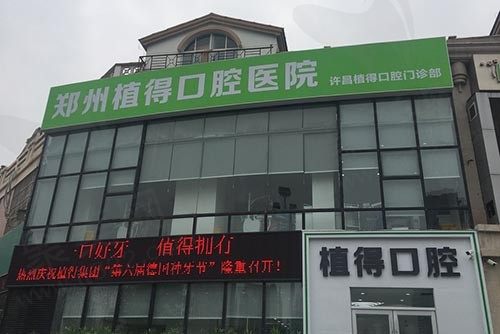 郑州植得口腔医院
许昌植得口腔门诊部
一口好牙 值得拥有
热烈庆祝植得集团“第六届德国种牙节”隆重召开！
植得口腔